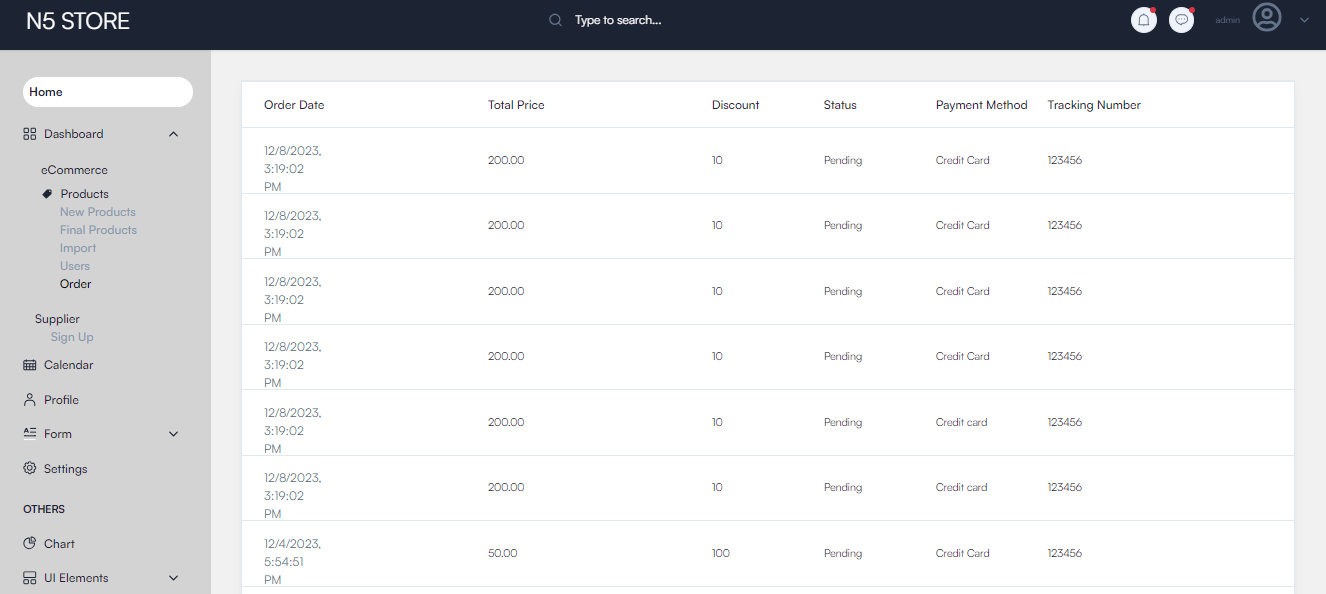 N5 STORE
Type to search...
admin
Home
Dashboard
eCommerce
Products
New Products
Final Products
Import
Users
Order
Supplier
Sign Up
Calendar
Profile
Form
Settings
OTHERS
Chart
UI Elements
Order Date Total Price Discount Status Payment Method Tracking Number
12/8/2023,
3:19:02
PM
200.00 10 Pending Credit Card 123456
12/8/2023,
3:19:02
PM
200.00 10 Pending Credit Card 123456
12/8/2023,
3:19:02
PM
200.00 10 Pending Credit Card 123456
12/8/2023,
3:19:02
PM
200.00 10 Pending Credit Card 123456
12/8/2023,
3:19:02
PM
200.00 10 Pending Credit card 123456
12/8/2023,
3:19:02
PM
200.00 10 Pending Credit card 123456
12/4/2023,
5:54:51
PM
50.00 100 Pending Credit Card 123456